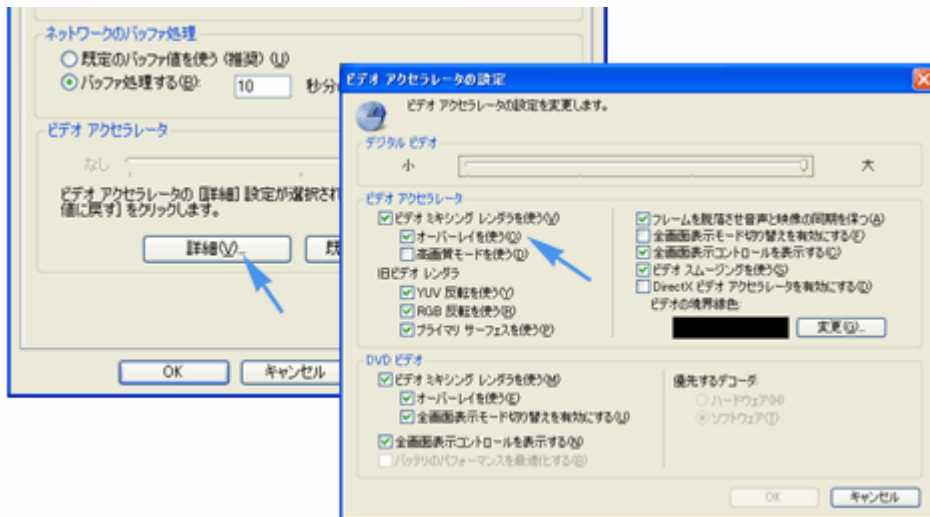 ネットワークのバッファ処理
既定のバッファ値を使う (推奨) (U)
バッファ処理する(B): 10 秒分
ビデオ アクセラレータ
なし
ビデオ アクセラレータの [詳細] 設定が選択され
値に戻す] をクリックします。
詳細(V)... 既
OK キャンセル
ビデオ アクセラレータの設定
ビデオ アクセラレータの設定を変更します。
デジタル ビデオ
小 大
ビデオ アクセラレータ
ビデオ ミキシング レンダラを使う(V)
オーバーレイを使う(O)
高画質モードを使う(D)
旧ビデオ レンダラ
YUV 反転を使う(Y)
RGB 反転を使う(R)
プライマリ サーフェスを使う(P)
フレームを脱落させ音声と映像の同期を保つ(A)
全画面表示モード切り替えを有効にする(F)
全画面表示コントロールを表示する(C)
ビデオ スムージングを使う(S)
DirectX ビデオ アクセラレータを有効にする(D)
ビデオの境界線色:
変更(G)...
DVD ビデオ
ビデオ ミキシング レンダラを使う(M)
オーバーレイを使う(E)
全画面表示モード切り替えを有効にする(U)
全画面表示コントロールを表示する(N)
バッテリのパフォーマンスを最適化する(B)
優先するデコーダ:
ハードウェア(H)
ソフトウェア(T)
OK キャンセル